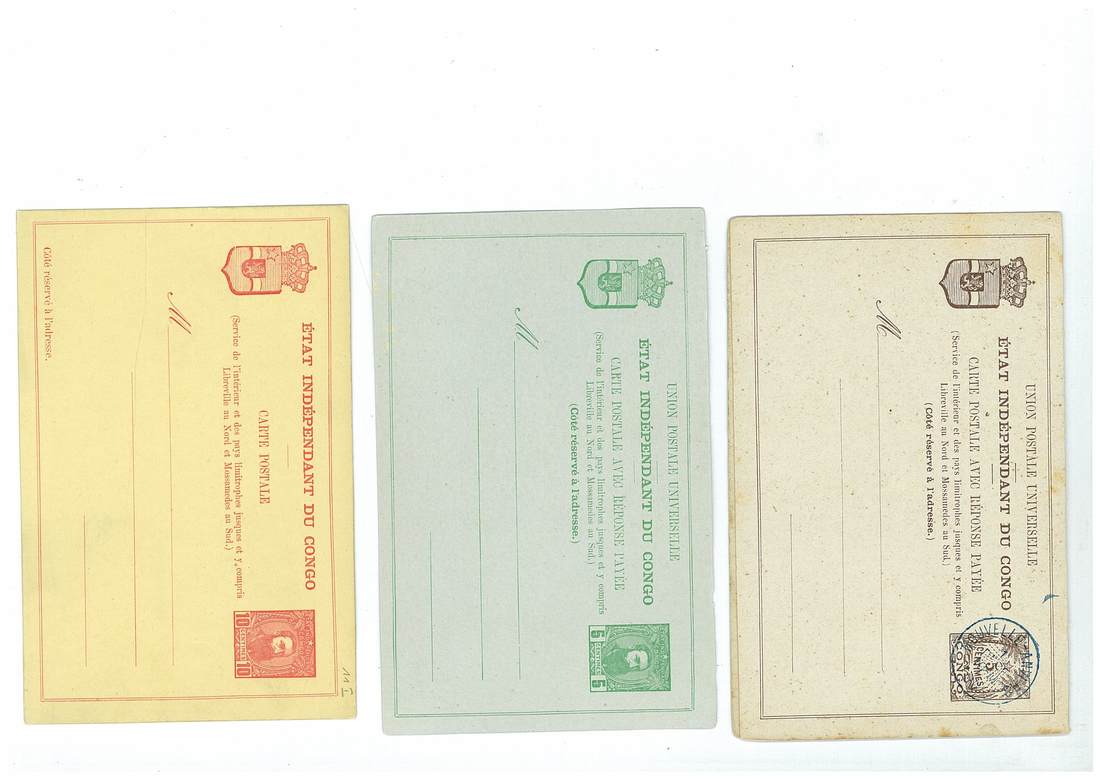 ÉTAT INDÉPENDANT DU CONGO
CARTE POSTALE
(Service de l'intérieur et des pays limitrophes jusques et y compris
Libreville au Nord et Mossamedes au Sud.)
M
Côté réservé à l'adresse.
10
CENTIMES
10
11 I
UNION POSTALE UNIVERSELLE
ÉTAT INDÉPENDANT DU CONGO
CARTE POSTALE AVEC RÉPONSE PAYÉE
(Service de l'intérieur et des pays limitrophes jusques et y compris
Libreville au Nord et Mossamedes au Sud.)
(Côté réservé à l'adresse.)
M
5
CENTIMES
5
UNION POSTALE UNIVERSELLE
ÉTAT INDÉPENDANT DU CONGO
CARTE POSTALE AVEC RÉPONSE PAYÉE
(Service de l'intérieur et des pays limitrophes jusques et y compris
Libreville au Nord et Mossamedes au Sud.)
(Côté réservé à l'adresse.)
M
CENTIMES
CONGO